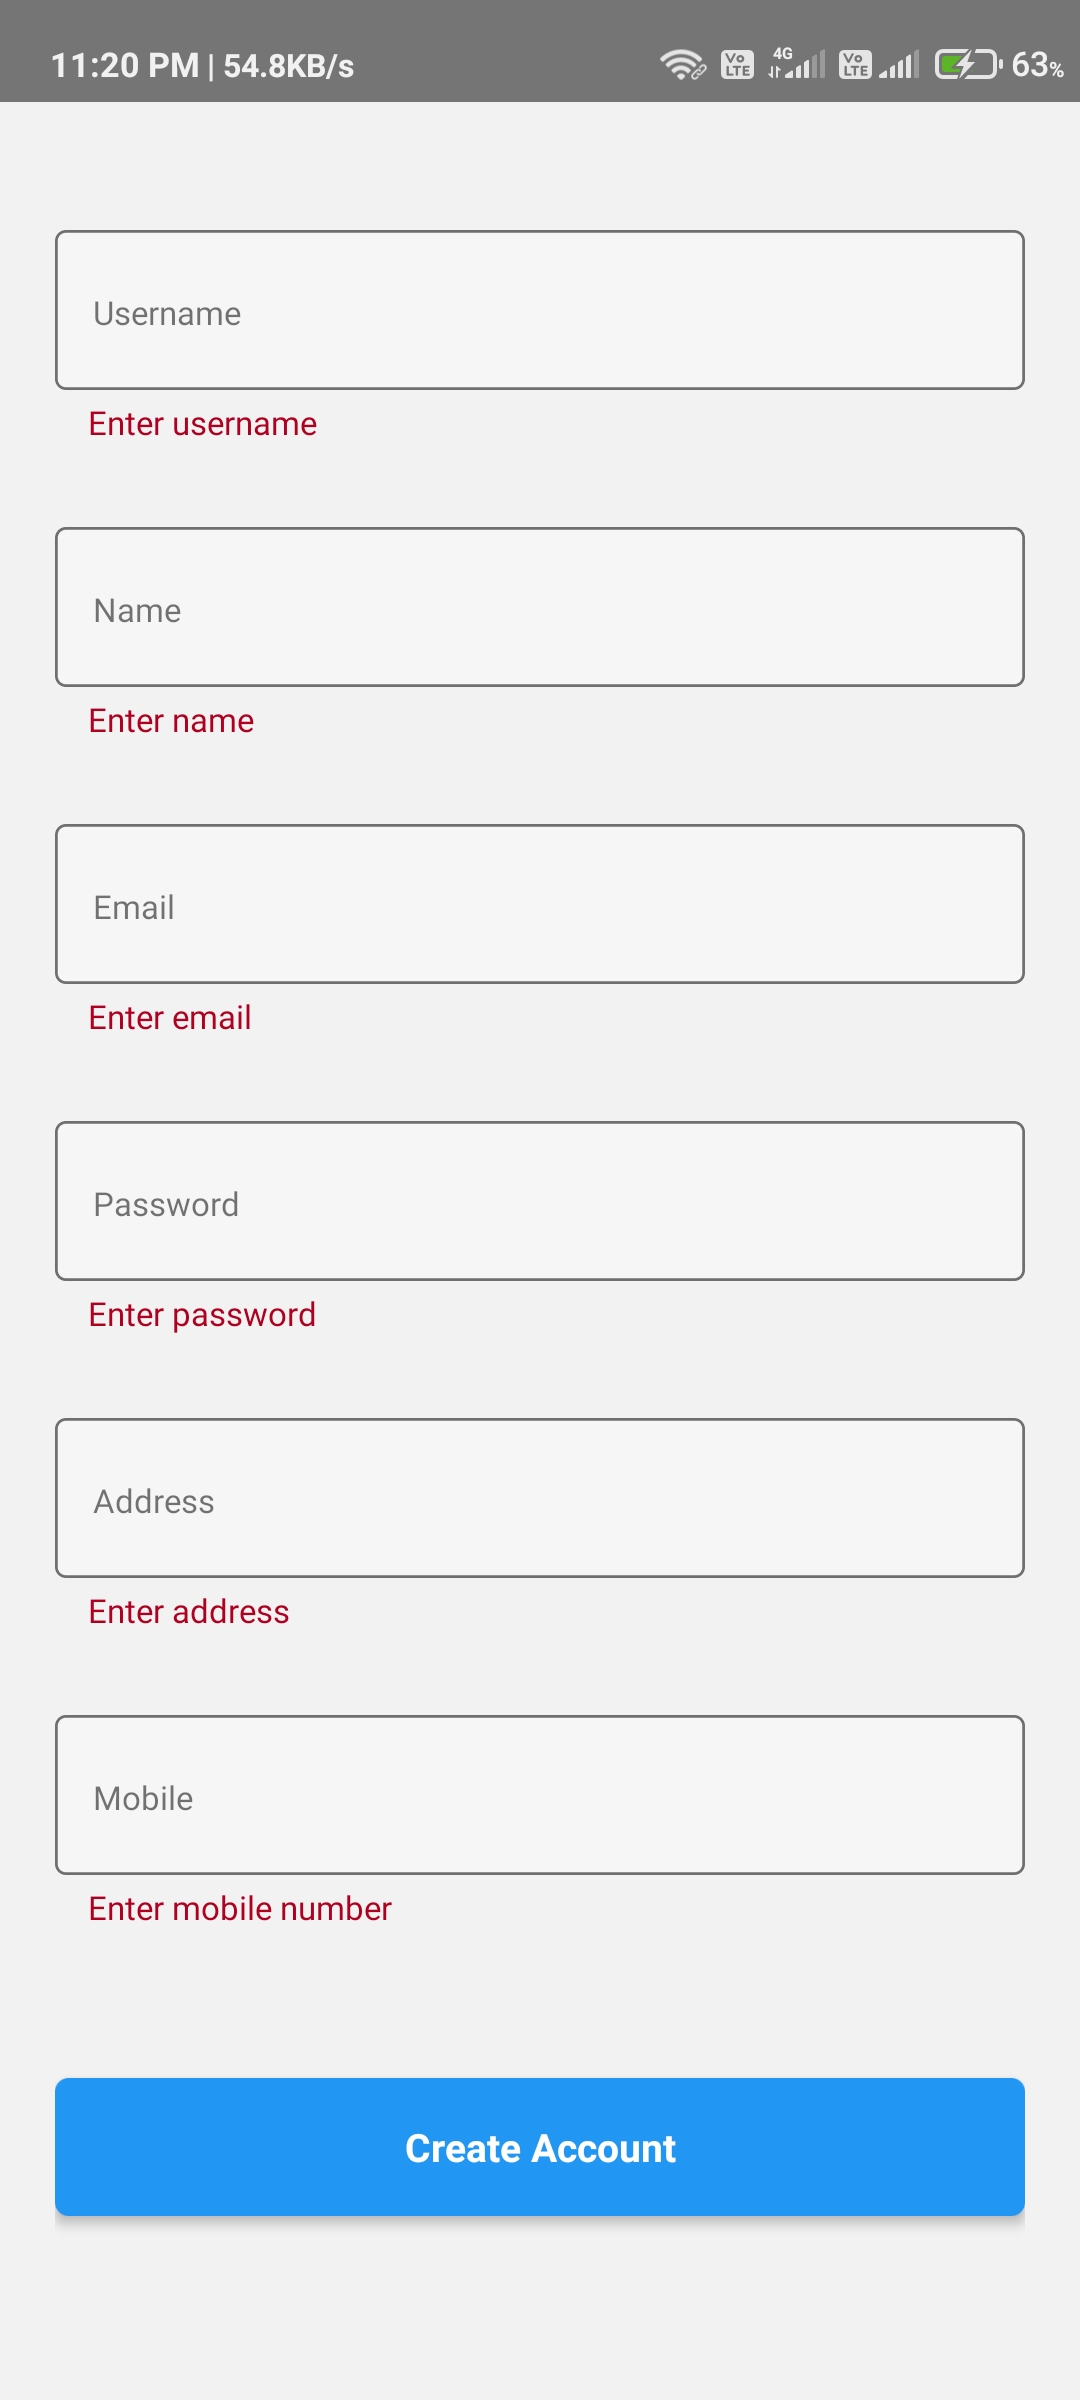 11:20 PM | 54.8KB/s Vo LTE 4G Vo LTE 63%
Username
Enter username
Name
Enter name
Email
Enter email
Password
Enter password
Address
Enter address
Mobile
Enter mobile number
Create Account